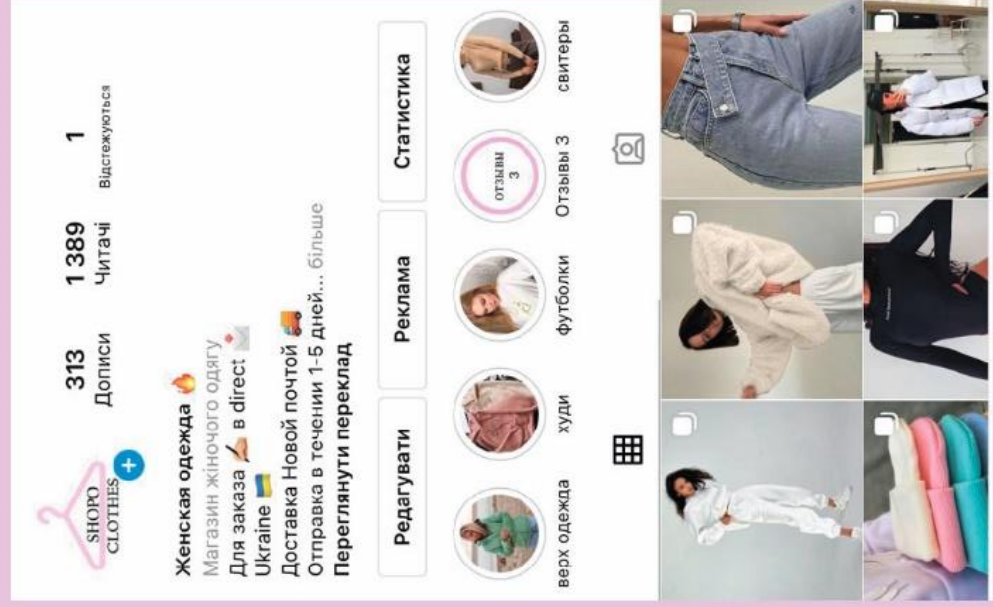 313
1 389
1
Дописи
Читачі
Відстежуються
SHOPO
CLOTHES
Женская одежда 🔥
Магазин жіночого одягу
Для заказа ✍🏼 в direct 📩
Ukraine 🇺🇦
Доставка Новой почтой 🚚
Отправка в течении 1-5 дней... більше
Переглянути переклад
Редагувати
Реклама
Статистика
ОТЗЫВЫ
3
верх одежда
худи
футболки
Отзывы 3
свитеры